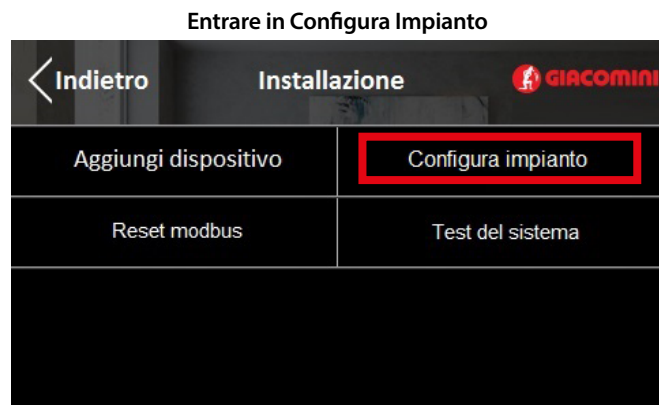 Entrare in Configura Impianto
Indietro Installazione GIACOMINI
Aggiungi dispositivo Configura impianto
Reset modbus Test del sistema